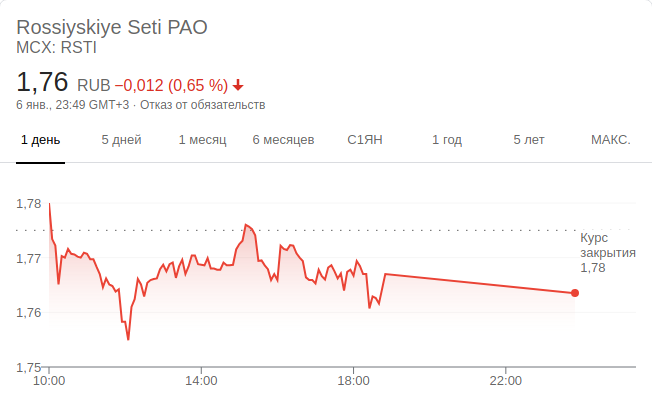 Rossiyskiye Seti PAO
MCX: RSTI
1,76 RUB −0,012 (0,65 %)
6 янв., 23:49 GMT+3 · Отказ от обязательств
1 день 5 дней 1 месяц 6 месяцев С1ЯН 1 год 5 лет МАКС.
1,78
Курс
закрытия
1,78
1,77
1,76
1,75
10:00 14:00 18:00 22:00